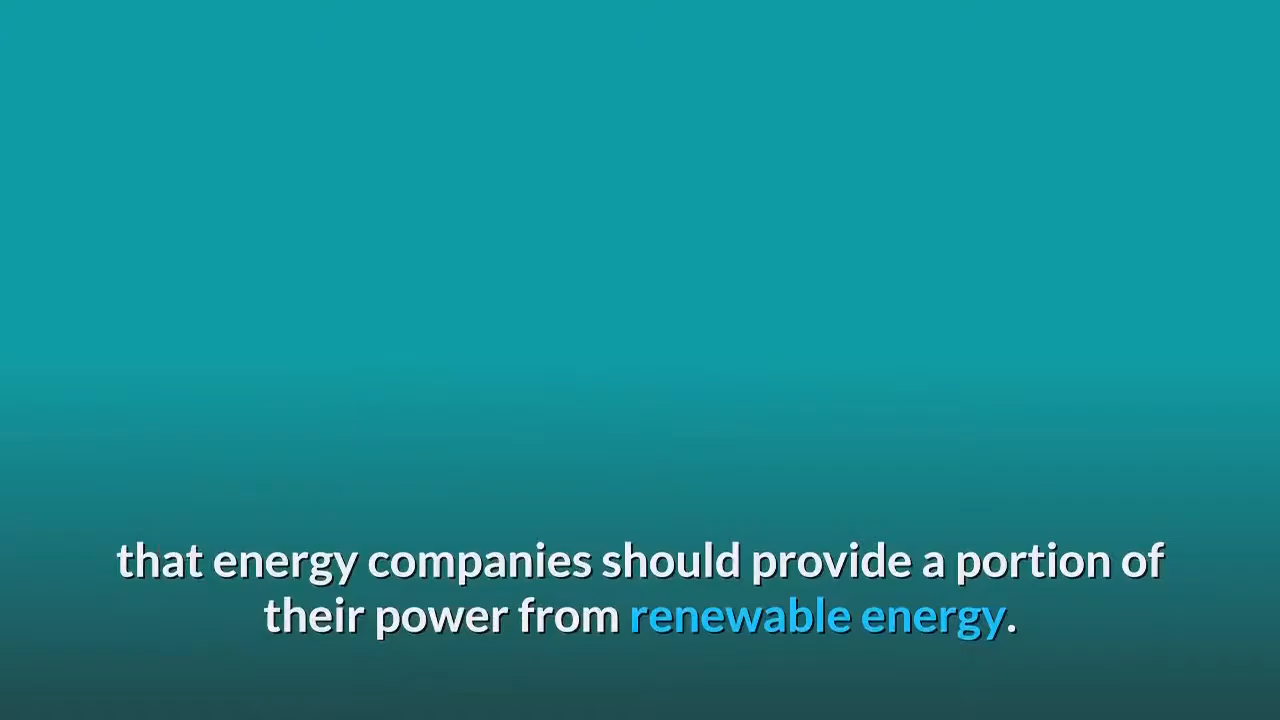 that energy companies should provide a portion of
their power from renewable energy.